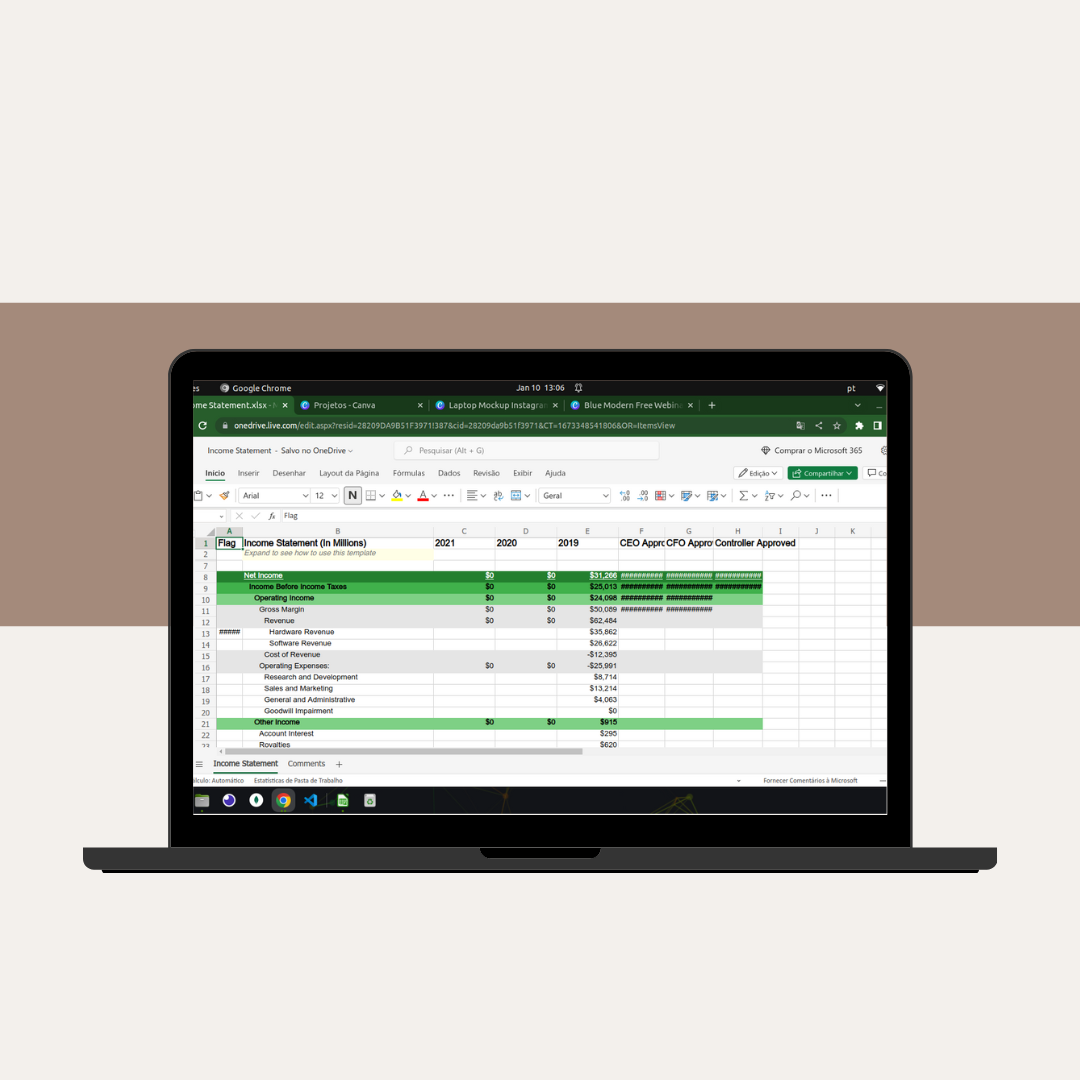 es Google Chrome Jan 10 13:06 pt
me Statement.xlsx - Projetos - Canva Laptop Mockup Instagra Blue Modern Free Webina
onedrive.live.com/edit.aspx?resid=28209DA9B51F3971!387&cid=28209da9b51f3971&CT=1673348541806&OR=ItemsView
Income Statement - Salvo no OneDrive Pesquisar (Alt + G) Comprar o Microsoft 365
Início Inserir Desenhar Layout da Página Fórmulas Dados Revisão Exibir Ajuda Edição Compartilhar Co
Arial 12 N A ab Geral
fx Flag
A B C D E F G H I J K
1 Flag Income Statement (In Millions) 2021 2020 2019 CEO Appro CFO Appro Controller Approved
2 Expand to see how to use this template
7
8 Net Income $0 $0 $31,266 ########## ########### ###########
9 Income Before Income Taxes $0 $0 $25,013 ########## ########### ###########
10 Operating Income $0 $0 $24,098 ########## ###########
11 Gross Margin $0 $0 $50,089 ########## ###########
12 Revenue $0 $0 $62,484
13 ##### Hardware Revenue $35,862
14 Software Revenue $26,622
15 Cost of Revenue -$12,395
16 Operating Expenses: $0 $0 -$25,991
17 Research and Development $8,714
18 Sales and Marketing $13,214
19 General and Administrative $4,063
20 Goodwill Impairment $0
21 Other Income $0 $0 $915
22 Account Interest $295
23 Royalties $620
Income Statement Comments
lculo: Automático Estatísticas de Pasta de Trabalho Fornecer Comentários à Microsoft